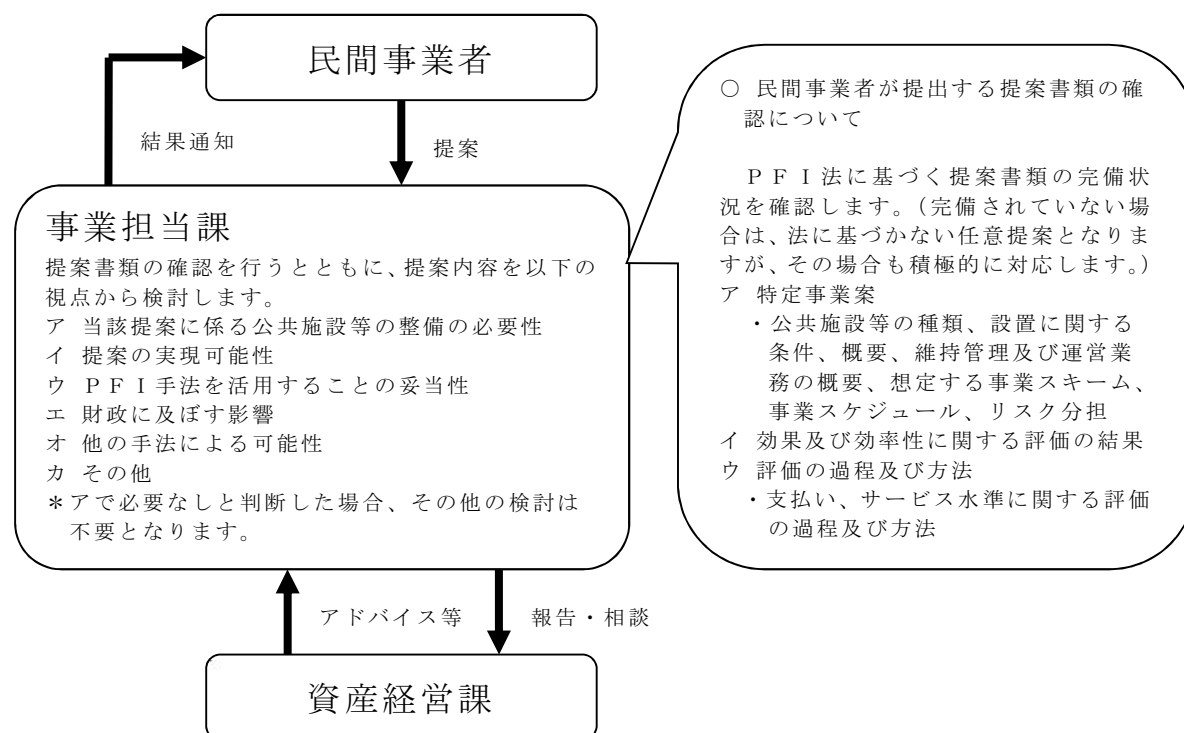 民間事業者
結果通知
提案
事業担当課
提案書類の確認を行うとともに、提案内容を以下の
視点から検討します。
ア 当該提案に係る公共施設等の整備の必要性
イ 提案の実現可能性
ウ ＰＦＩ手法を活用することの妥当性
エ 財政に及ぼす影響
オ 他の手法による可能性
カ その他
＊アで必要なしと判断した場合、その他の検討は
不要となります。
アドバイス等
報告・相談
資産経営課
○ 民間事業者が提出する提案書類の確
認について
ＰＦＩ法に基づく提案書類の完備状
況を確認します。（完備されていない場
合は、法に基づかない任意提案となりま
すが、その場合も積極的に対応します。）
ア 特定事業案
・公共施設等の種類、設置に関する
条件、概要、維持管理及び運営業
務の概要、想定する事業スキーム、
事業スケジュール、リスク分担
イ 効果及び効率性に関する評価の結果
ウ 評価の過程及び方法
・支払い、サービス水準に関する評価
の過程及び方法